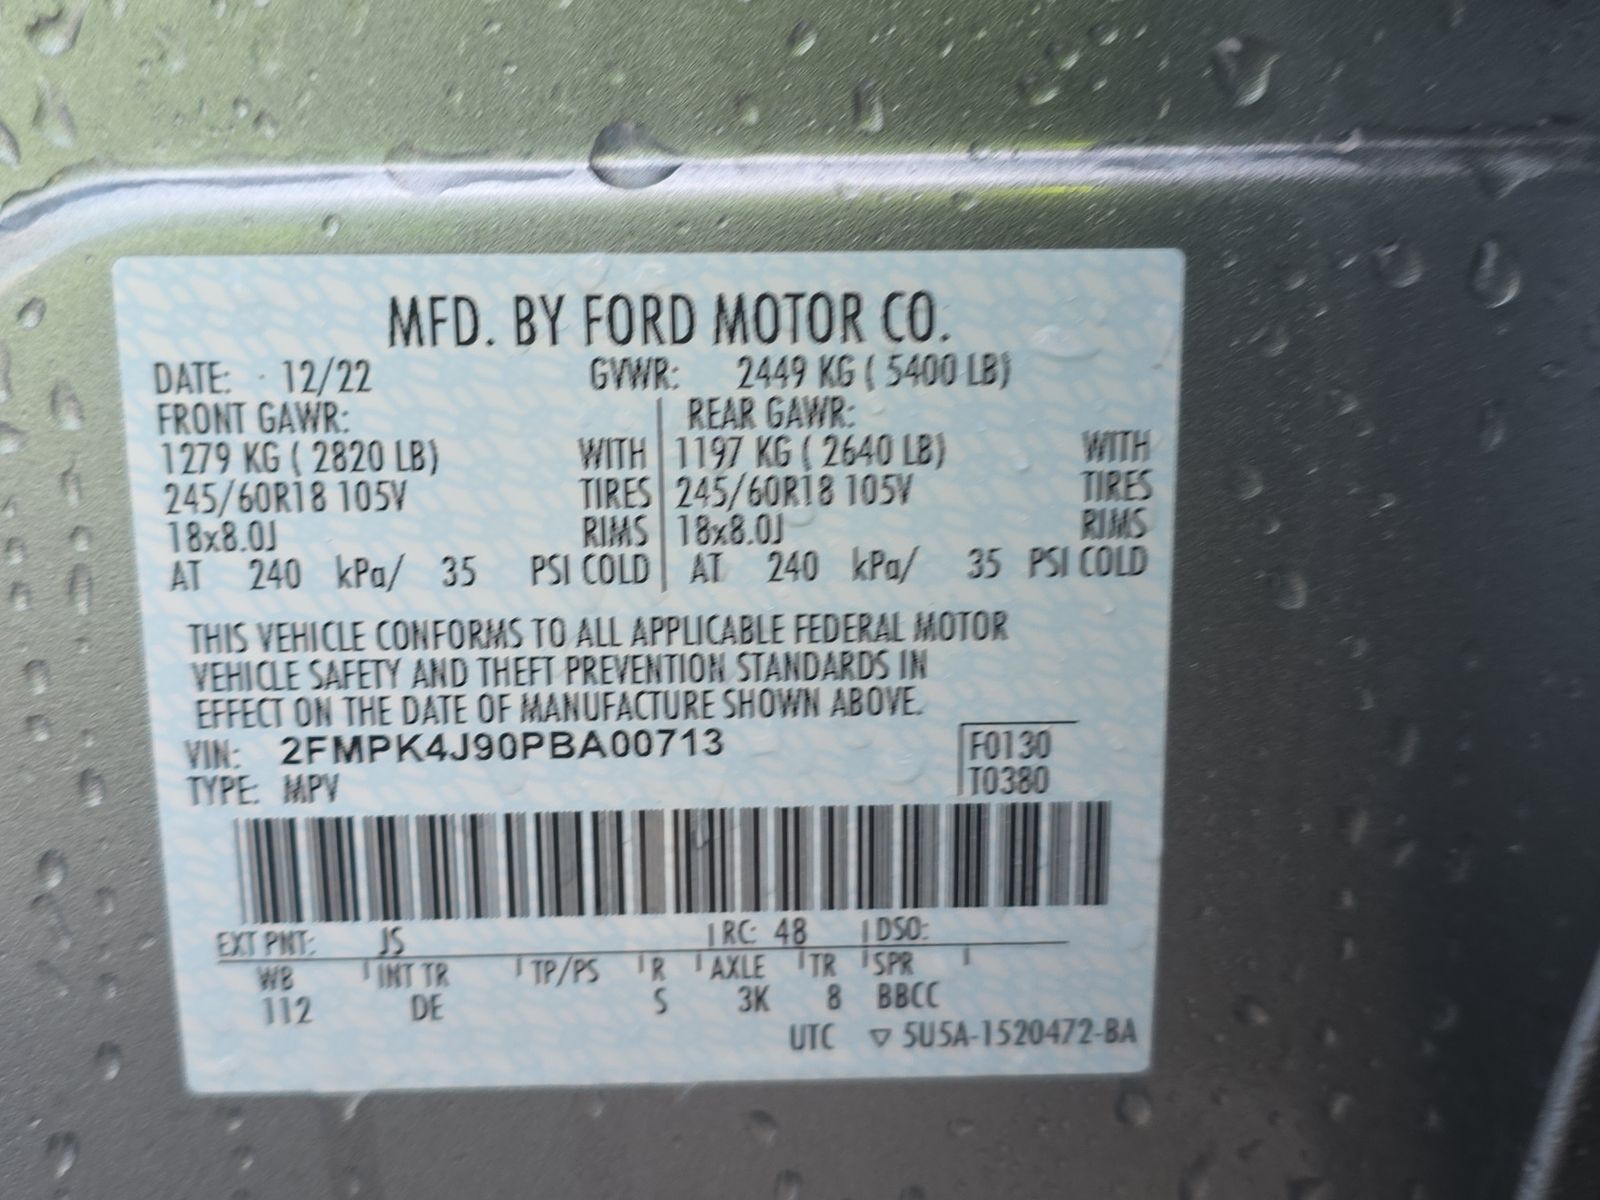 MFD. BY FORD MOTOR CO.
DATE: 12/22 GVWR: 2449 KG ( 5400 LB)
FRONT GAWR: REAR GAWR:
1279 KG ( 2820 LB) WITH 1197 KG ( 2640 LB) WITH
245/60R18 105V TIRES 245/60R18 105V TIRES
18x8.0J RIMS 18x8.0J RIMS
AT 240 kPa/ 35 PSI COLD AT 240 kPa/ 35 PSI COLD
THIS VEHICLE CONFORMS TO ALL APPLICABLE FEDERAL MOTOR
VEHICLE SAFETY AND THEFT PREVENTION STANDARDS IN
EFFECT ON THE DATE OF MANUFACTURE SHOWN ABOVE.
VIN: 2FMPK4J90PBA00713 F0130
TYPE: MPV T0380
EXT PNT: JS RC: 48 DSO:
WB INT TR TP/PS R AXLE TR SPR
112 DE S 3K 8 BBCC
UTC ▽ 5U5A-1520472-BA